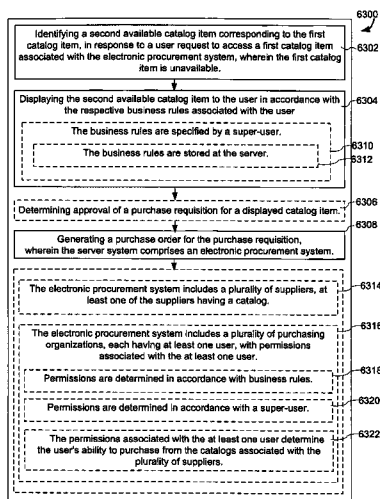 6300
Identifying a second available catalog item corresponding to the first
catalog item, in response to a user request to access a first catalog item
associated with the electronic procurement system, wherein the first catalog
item is unavailable.
6302
Displaying the second available catalog item to the user in accordance with
the respective business rules associated with the user
6304
The business rules are specified by a super-user.
6310
The business rules are stored at the server.
6312
Determining approval of a purchase requisition for a displayed catalog item.
6306
6308
Generating a purchase order for the purchase requisition,
wherein the server system comprises an electronic procurement system.
The electronic procurement system includes a plurality of suppliers, at
least one of the suppliers having a catalog.
6314
6316
The electronic procurement system includes a plurality of purchasing
organizations, each having at least one user, with permissions
associated with the at least one user.
6318
Permissions are determined in accordance with business rules.
6320
Permissions are determined in accordance with a super-user.
6322
The permissions associated with the at least one user determine
the user's ability to purchase from the catalogs associated with the
plurality of suppliers.